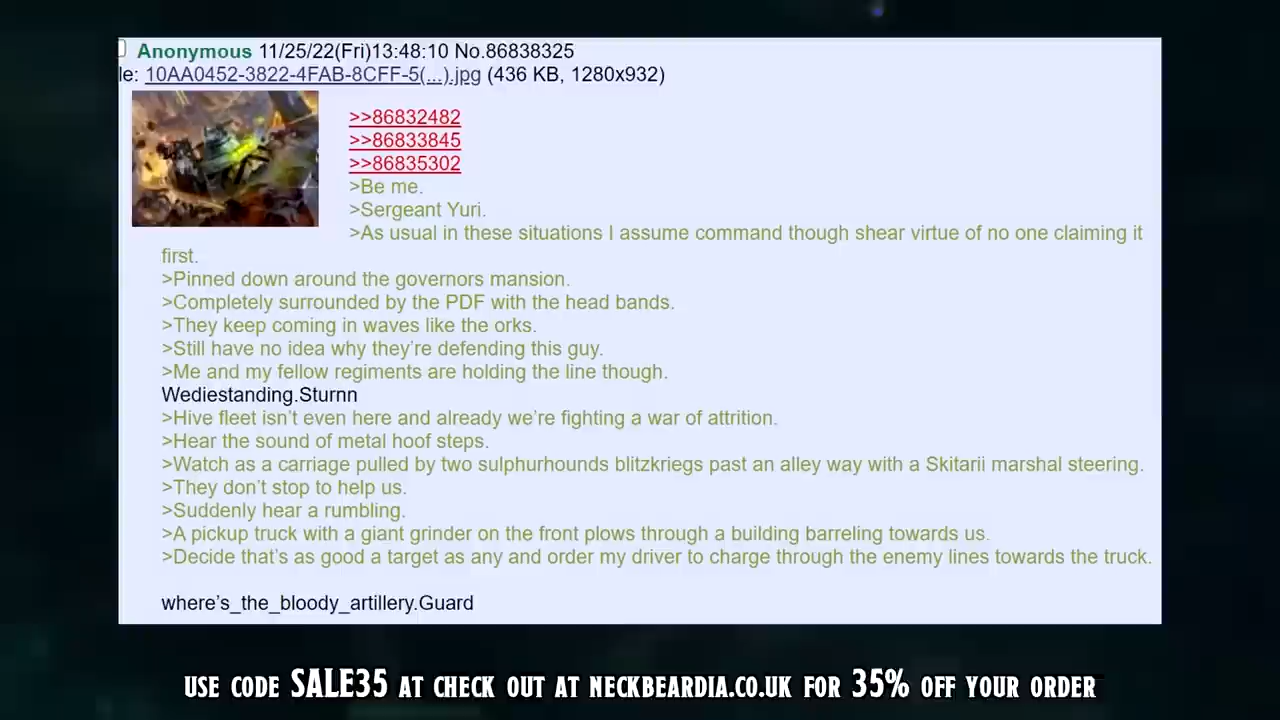 Anonymous 11/25/22(Fri)13:48:10 No.86838325
le: 10AA0452-3822-4FAB-8CFF-5(...).jpg (436 KB, 1280x932)
>>86832482
>>86833845
>>86835302
>Be me.
>Sergeant Yuri.
>As usual in these situations I assume command though shear virtue of no one claiming it
first.
>Pinned down around the governors mansion.
>Completely surrounded by the PDF with the head bands.
>They keep coming in waves like the orks.
>Still have no idea why they’re defending this guy.
>Me and my fellow regiments are holding the line though.
Wediestanding.Sturnn
>Hive fleet isn’t even here and already we’re fighting a war of attrition.
>Hear the sound of metal hoof steps.
>Watch as a carriage pulled by two sulphurhounds blitzkriegs past an alley way with a Skitarii marshal steering.
>They don’t stop to help us.
>Suddenly hear a rumbling.
>A pickup truck with a giant grinder on the front plows through a building barreling towards us.
>Decide that’s as good a target as any and order my driver to charge through the enemy lines towards the truck.
where’s_the_bloody_artillery.Guard
USE CODE SALE35 AT CHECK OUT AT NECKBEARDIA.CO.UK FOR 35% OFF YOUR ORDER